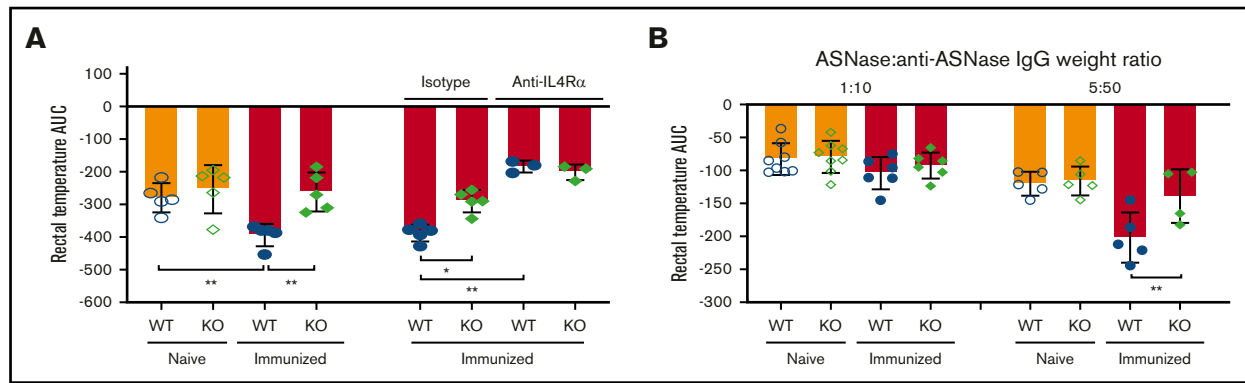 A
Rectal temperature AUC
100
0
-100
-200
-300
-400
-500
-600
Isotype
Anti-IL4Rα
**
**
*
**
WT KO WT KO WT KO WT KO
Naive Immunized Immunized
B
ASNase:anti-ASNase IgG weight ratio
1:10 5:50
Rectal temperature AUC
0
-50
-100
-150
-200
-250
-300
**
WT KO WT KO WT KO WT KO
Naive Immunized Naive Immunized